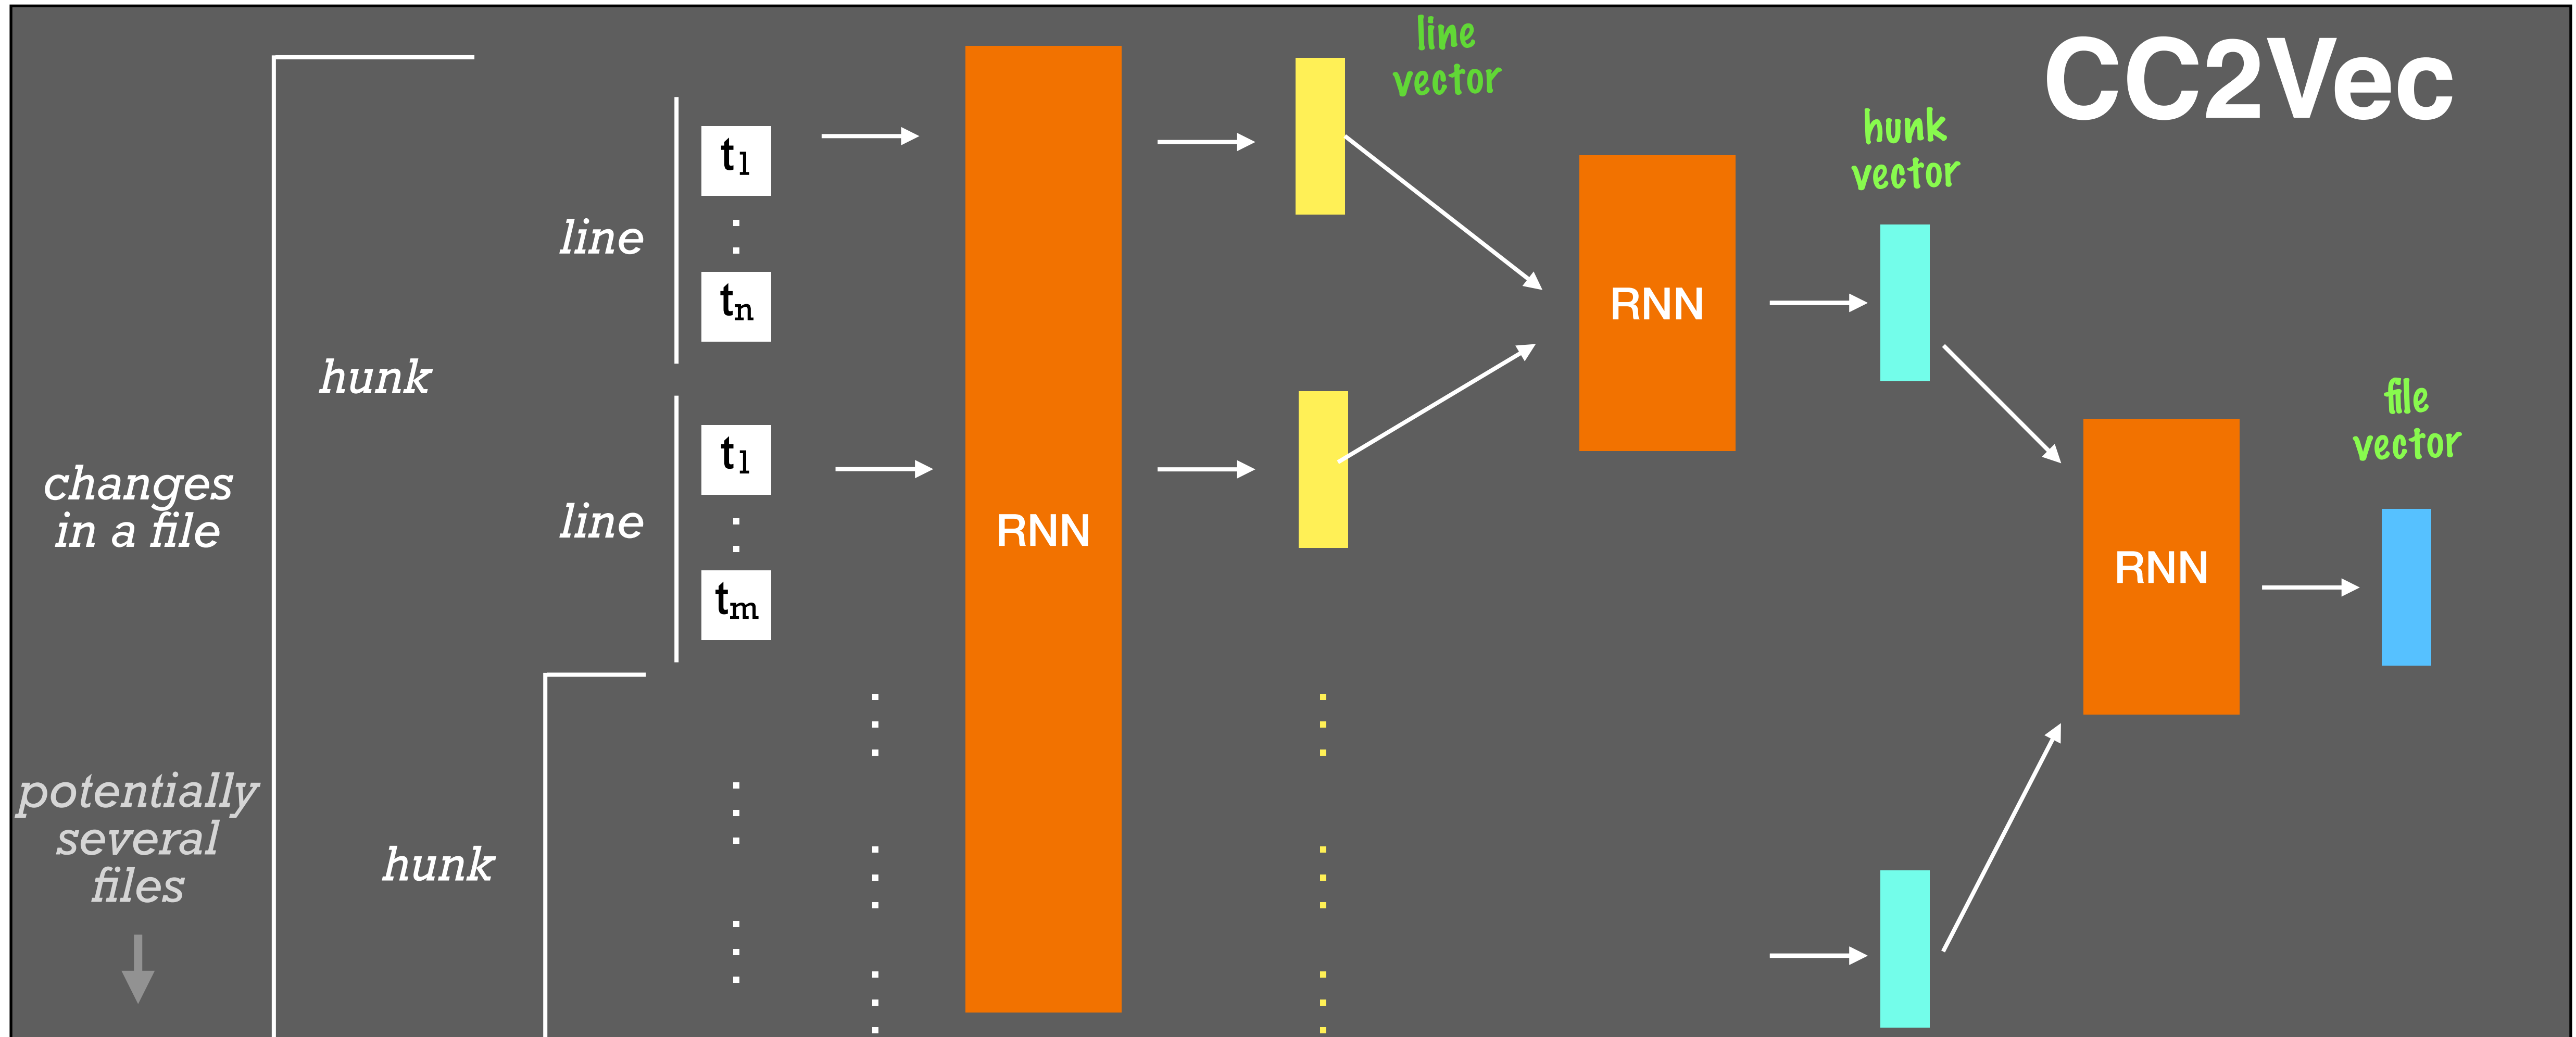 CC2Vec
changes
in a file
potentially
several
files
hunk
hunk
line
line
t1
tn
t1
tm
RNN
line
vector
RNN
hunk
vector
RNN
file
vector